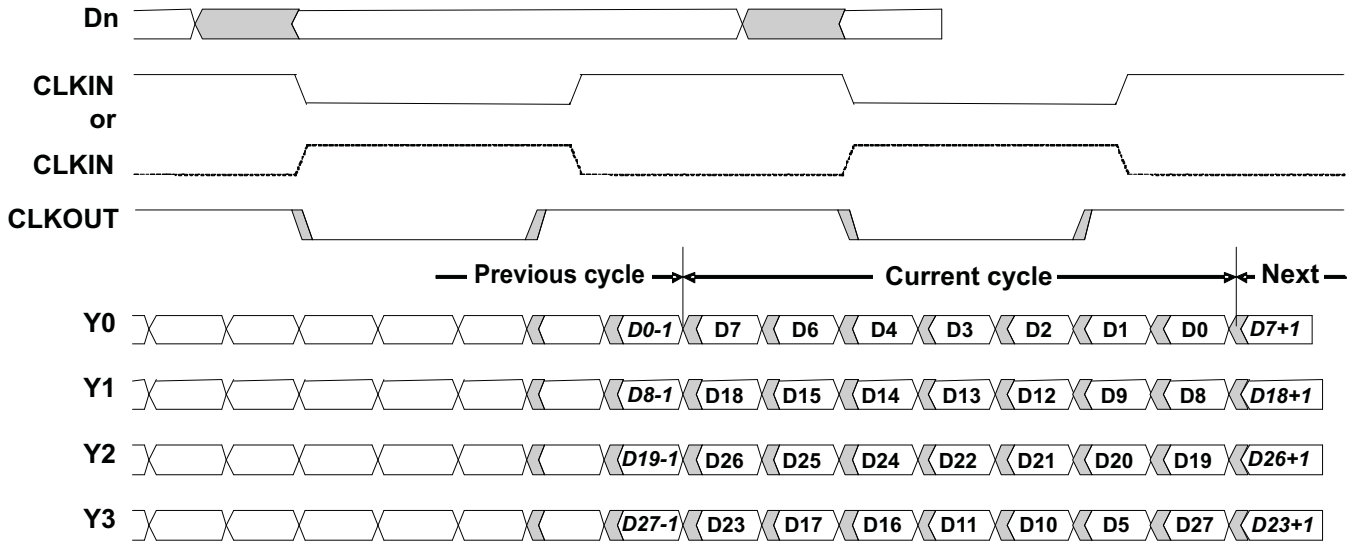 Dn
CLKIN
or
CLKIN
CLKOUT
Previous cycle Current cycle Next
Y0 D0-1 D7 D6 D4 D3 D2 D1 D0 D7+1
Y1 D8-1 D18 D15 D14 D13 D12 D9 D8 D18+1
Y2 D19-1 D26 D25 D24 D22 D21 D20 D19 D26+1
Y3 D27-1 D23 D17 D16 D11 D10 D5 D27 D23+1